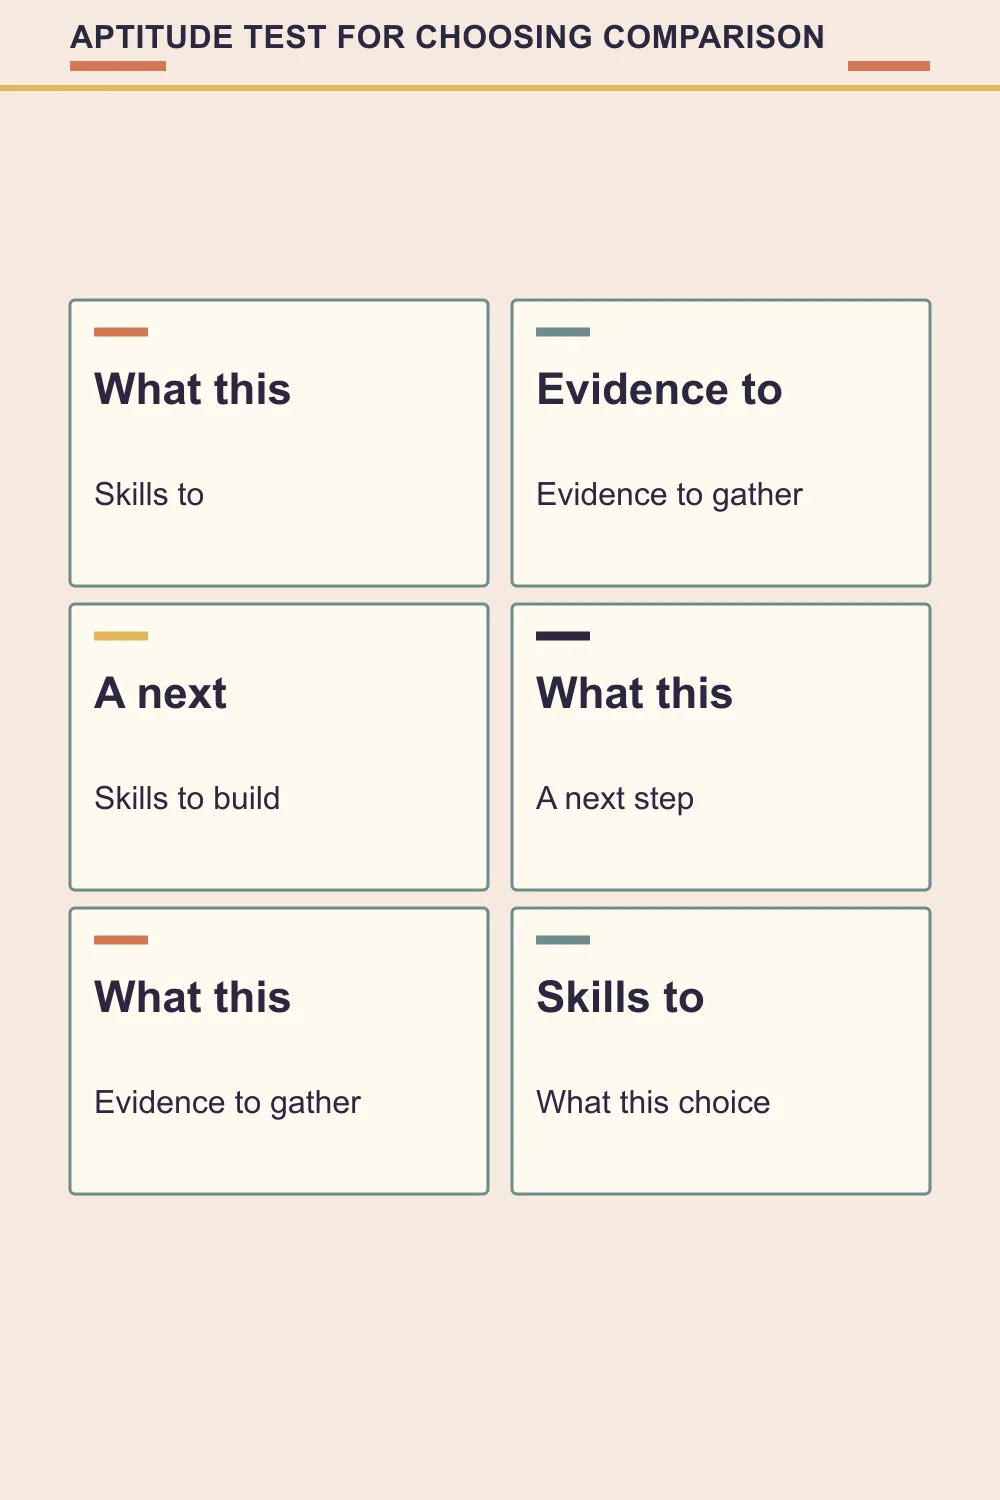 APTITUDE TEST FOR CHOOSING COMPARISON
What this
Skills to
Evidence to
Evidence to gather
A next
Skills to build
What this
A next step
What this
Evidence to gather
Skills to
What this choice